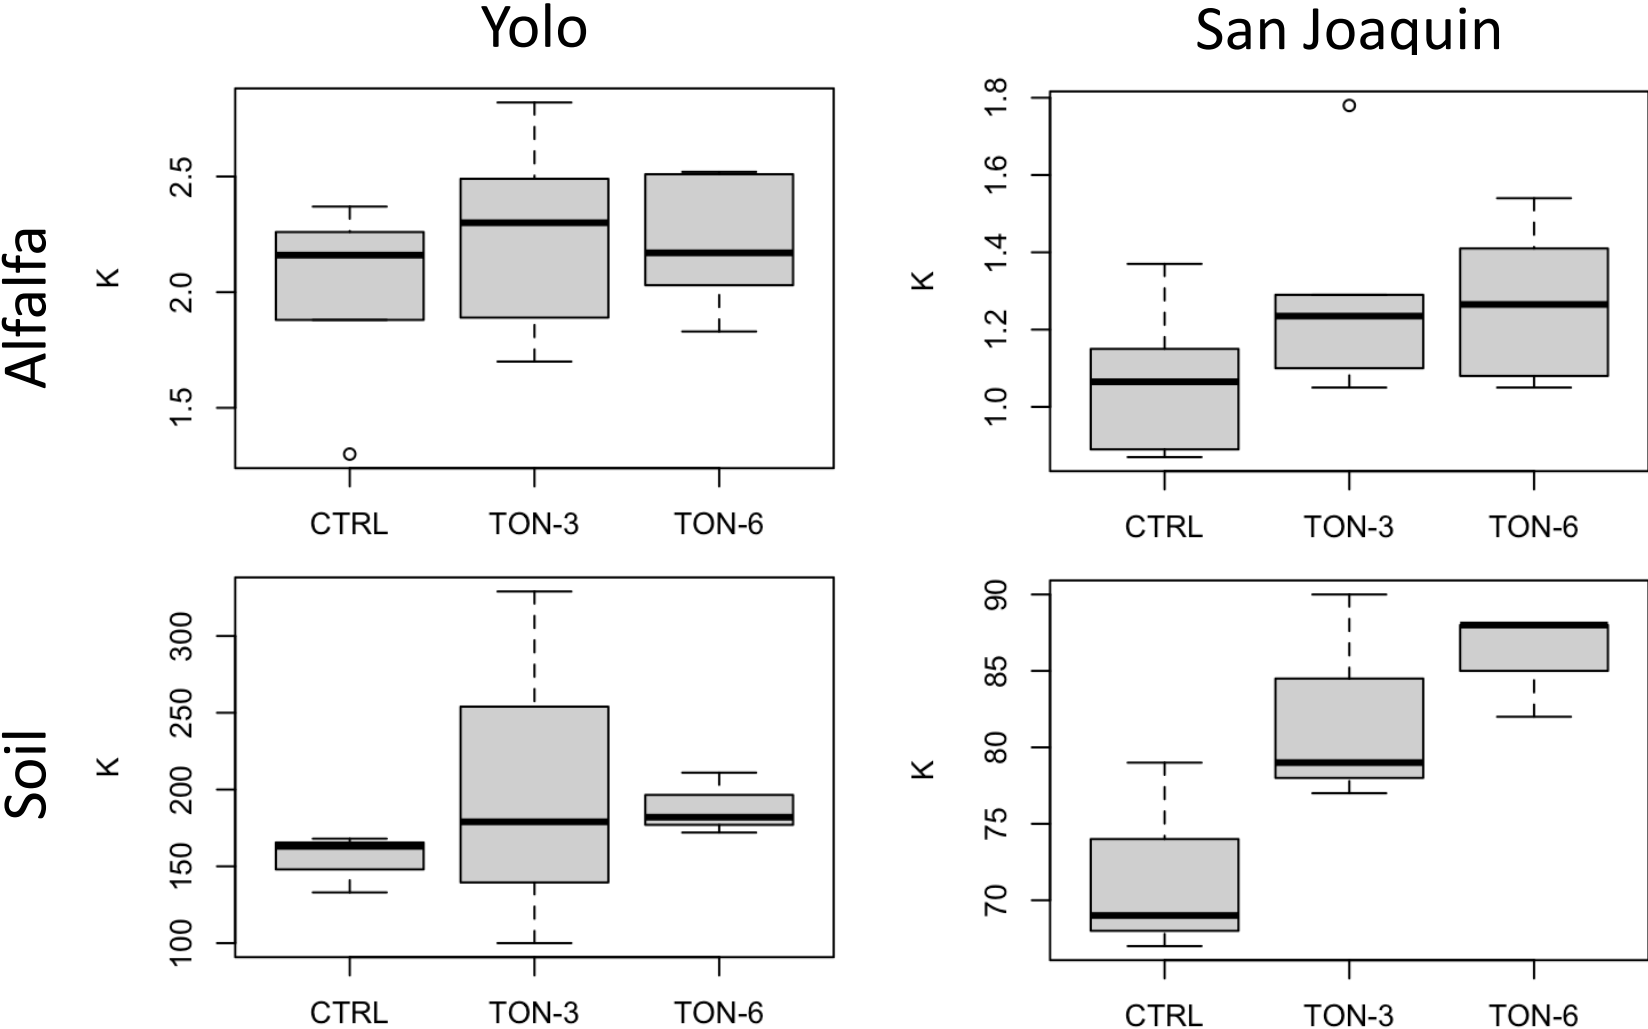 Yolo
San Joaquin
Alfalfa
K
2.5
2.0
1.5
CTRL TON-3 TON-6
K
1.8
1.6
1.4
1.2
1.0
CTRL TON-3 TON-6
Soil
K
300
250
200
150
100
CTRL TON-3 TON-6
K
90
85
80
75
70
CTRL TON-3 TON-6